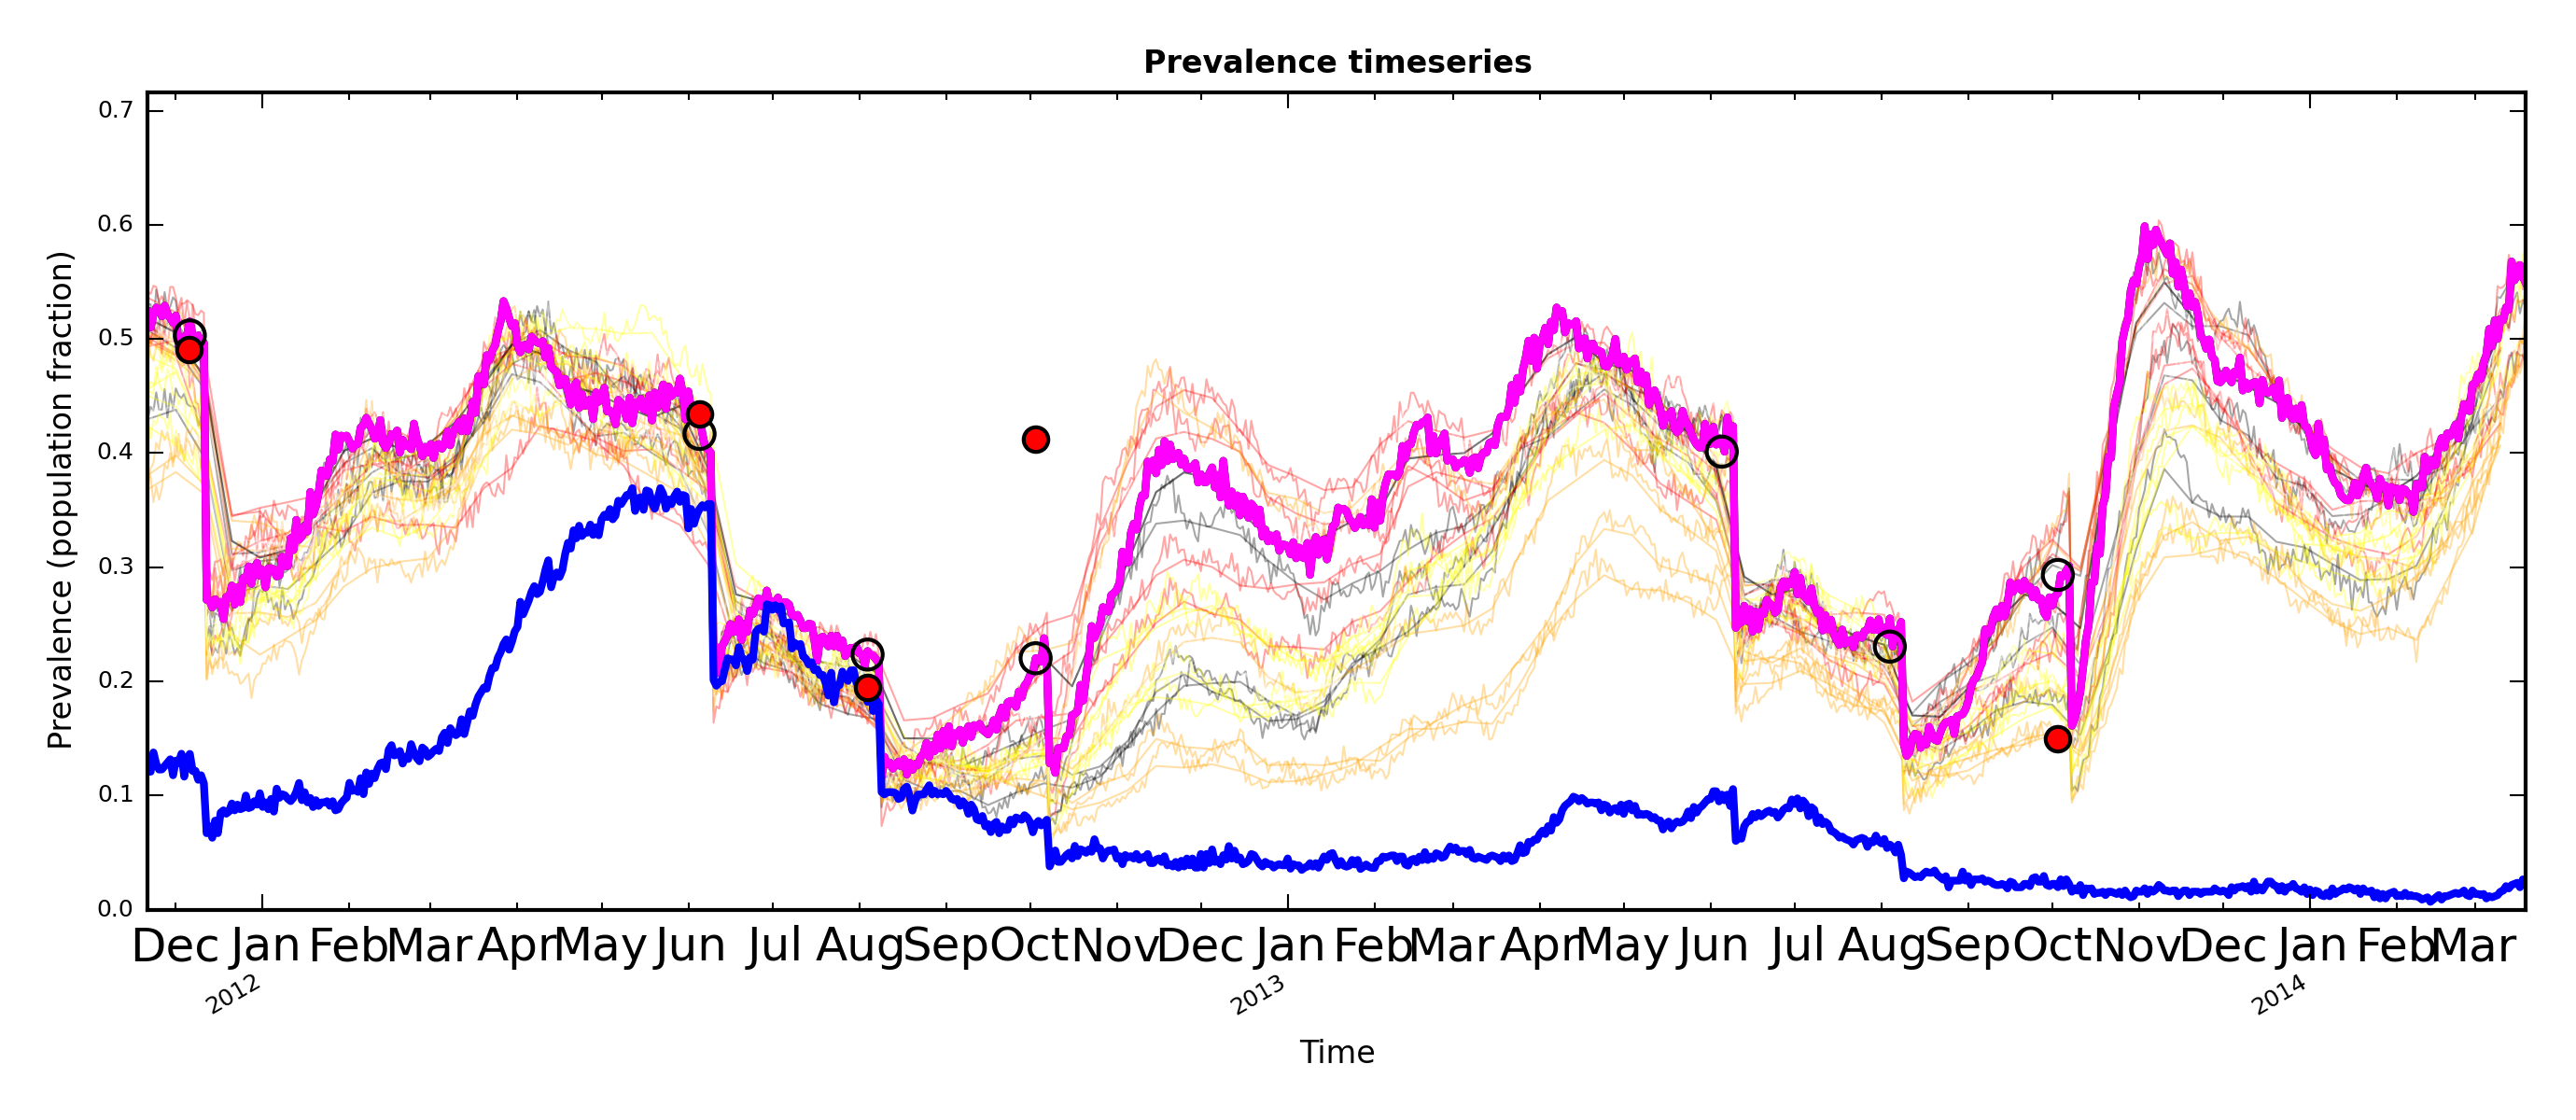 Prevalence timeseries
Prevalence (population fraction)
0.7
0.6
0.5
0.4
0.3
0.2
0.1
0.0
Dec Jan Feb Mar Apr May Jun Jul Aug Sep Oct Nov Dec Jan Feb Mar Apr May Jun Jul Aug Sep Oct Nov Dec Jan Feb Mar
2012 2013 2014
Time